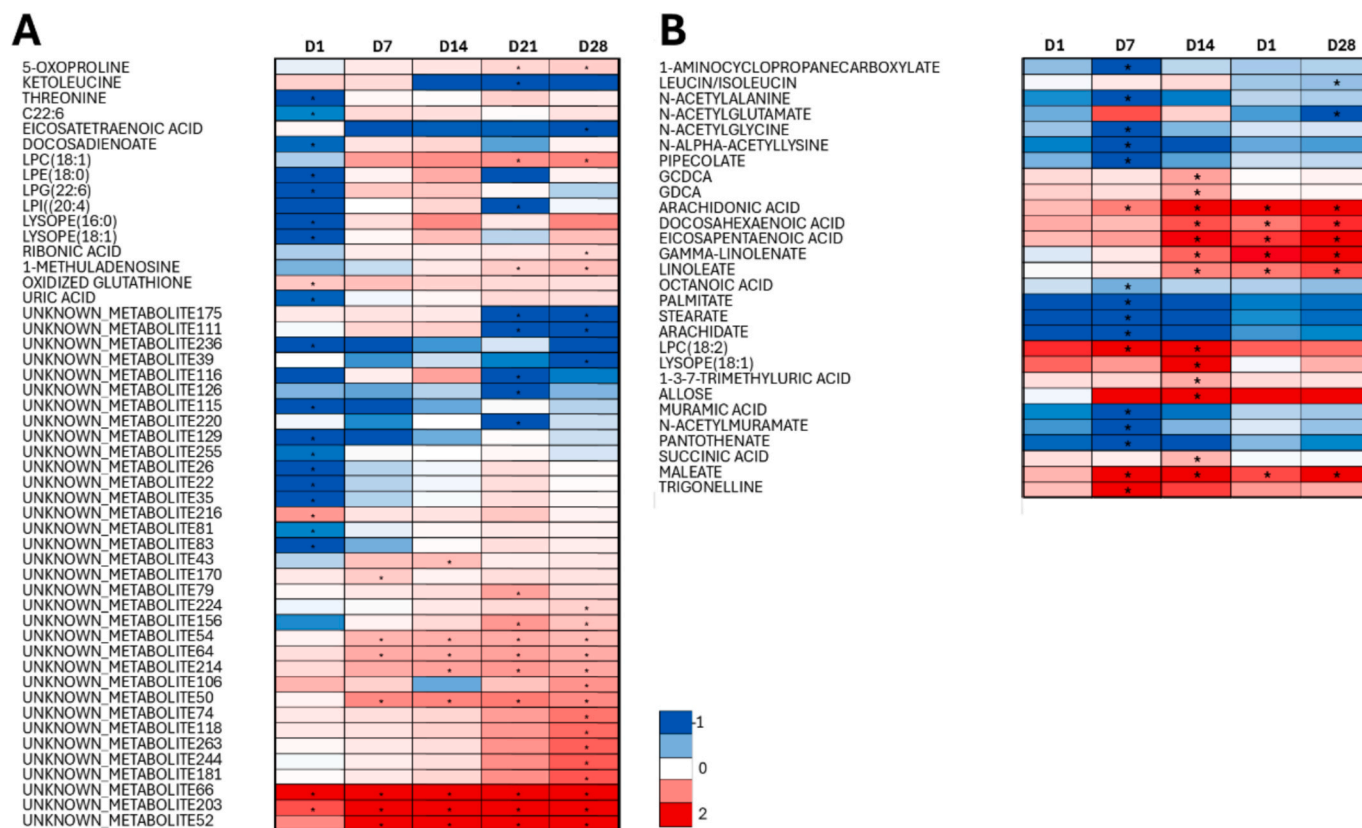 A
D1 D7 D14 D21 D28
5-OXOPROLINE
KETOLEUCINE
THREONINE
C22:6
EICOSATETRAENOIC ACID
DOCOSADIENOATE
LPC(18:1)
LPE(18:0)
LPG(22:6)
LPI((20:4)
LYSOPE(16:0)
LYSOPE(18:1)
RIBONIC ACID
1-METHULADENOSINE
OXIDIZED GLUTATHIONE
URIC ACID
UNKNOWN_METABOLITE175
UNKNOWN_METABOLITE111
UNKNOWN_METABOLITE236
UNKNOWN_METABOLITE39
UNKNOWN_METABOLITE116
UNKNOWN_METABOLITE126
UNKNOWN_METABOLITE115
UNKNOWN_METABOLITE220
UNKNOWN_METABOLITE129
UNKNOWN_METABOLITE255
UNKNOWN_METABOLITE26
UNKNOWN_METABOLITE22
UNKNOWN_METABOLITE35
UNKNOWN_METABOLITE216
UNKNOWN_METABOLITE81
UNKNOWN_METABOLITE83
UNKNOWN_METABOLITE43
UNKNOWN_METABOLITE170
UNKNOWN_METABOLITE79
UNKNOWN_METABOLITE224
UNKNOWN_METABOLITE156
UNKNOWN_METABOLITE54
UNKNOWN_METABOLITE64
UNKNOWN_METABOLITE214
UNKNOWN_METABOLITE106
UNKNOWN_METABOLITE50
UNKNOWN_METABOLITE74
UNKNOWN_METABOLITE118
UNKNOWN_METABOLITE263
UNKNOWN_METABOLITE244
UNKNOWN_METABOLITE181
UNKNOWN_METABOLITE66
UNKNOWN_METABOLITE203
UNKNOWN_METABOLITE52
B
D1 D7 D14 D1 D28
1-AMINOCYCLOPROPANECARBOXYLATE
LEUCIN/ISOLEUCIN
N-ACETYLALANINE
N-ACETYLGLUTAMATE
N-ACETYLGLYCINE
N-ALPHA-ACETYLLYSINE
PIPECOLATE
GCDCA
GDCA
ARACHIDONIC ACID
DOCOSAHEXAENOIC ACID
EICOSAPENTAENOIC ACID
GAMMA-LINOLENATE
LINOLEATE
OCTANOIC ACID
PALMITATE
STEARATE
ARACHIDATE
LPC(18:2)
LYSOPE(18:1)
1-3-7-TRIMETHYLURIC ACID
ALLOSE
MURAMIC ACID
N-ACETYLMURAMATE
PANTOTHENATE
SUCCINIC ACID
MALEATE
TRIGONELLINE
-1
0
2